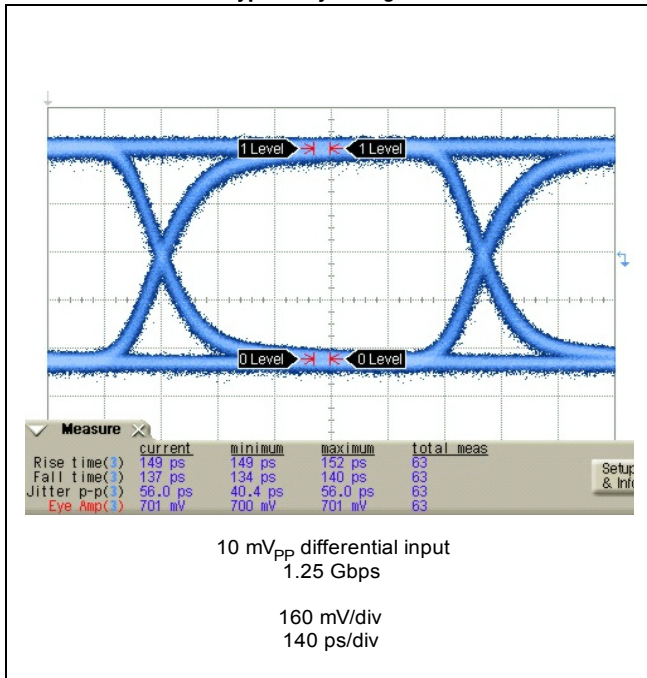 1 Level 1 Level
0 Level 0 Level
Measure
current minimum maximum total meas
Rise time(3) 149 ps 149 ps 152 ps 63
Fall time(3) 137 ps 134 ps 140 ps 63
Jitter p-p(3) 56.0 ps 40.4 ps 56.0 ps 63
Eye Amp(3) 701 mV 700 mV 701 mV 63
Setup
& Info
10 mVPP differential input
1.25 Gbps
160 mV/div
140 ps/div